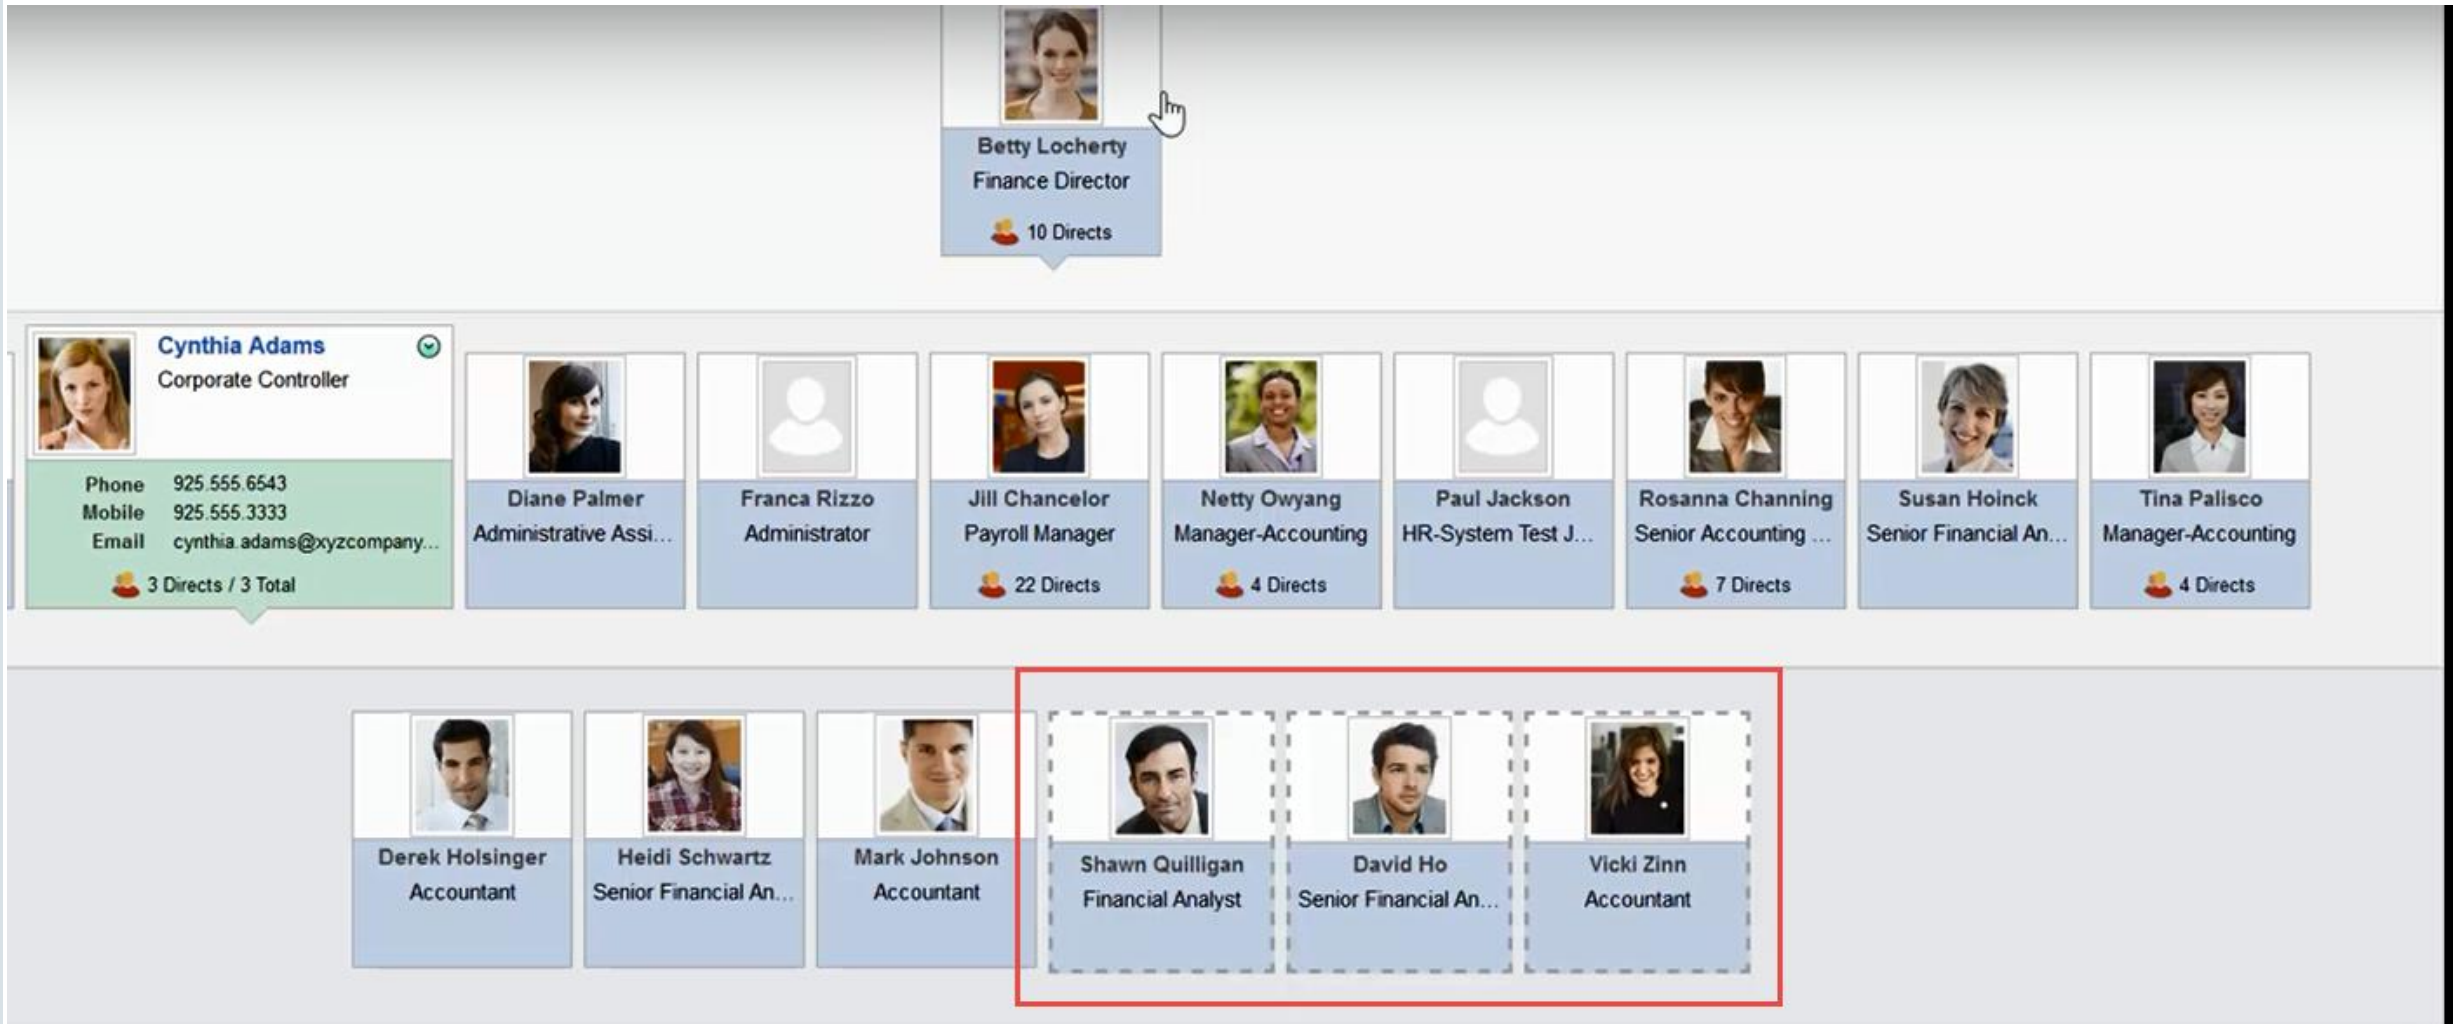 Betty Locherty
Finance Director
10 Directs
Cynthia Adams
Corporate Controller
Phone 925.555.6543
Mobile 925.555.3333
Email cynthia.adams@xyzcompany...
3 Directs / 3 Total
Diane Palmer
Administrative Assi...
Franca Rizzo
Administrator
Jill Chancelor
Payroll Manager
22 Directs
Netty Owyang
Manager-Accounting
4 Directs
Paul Jackson
HR-System Test J...
Rosanna Channing
Senior Accounting ...
7 Directs
Susan Hoinck
Senior Financial An...
Tina Palisco
Manager-Accounting
4 Directs
Derek Holsinger
Accountant
Heidi Schwartz
Senior Financial An...
Mark Johnson
Accountant
Shawn Quilligan
Financial Analyst
David Ho
Senior Financial An...
Vicki Zinn
Accountant